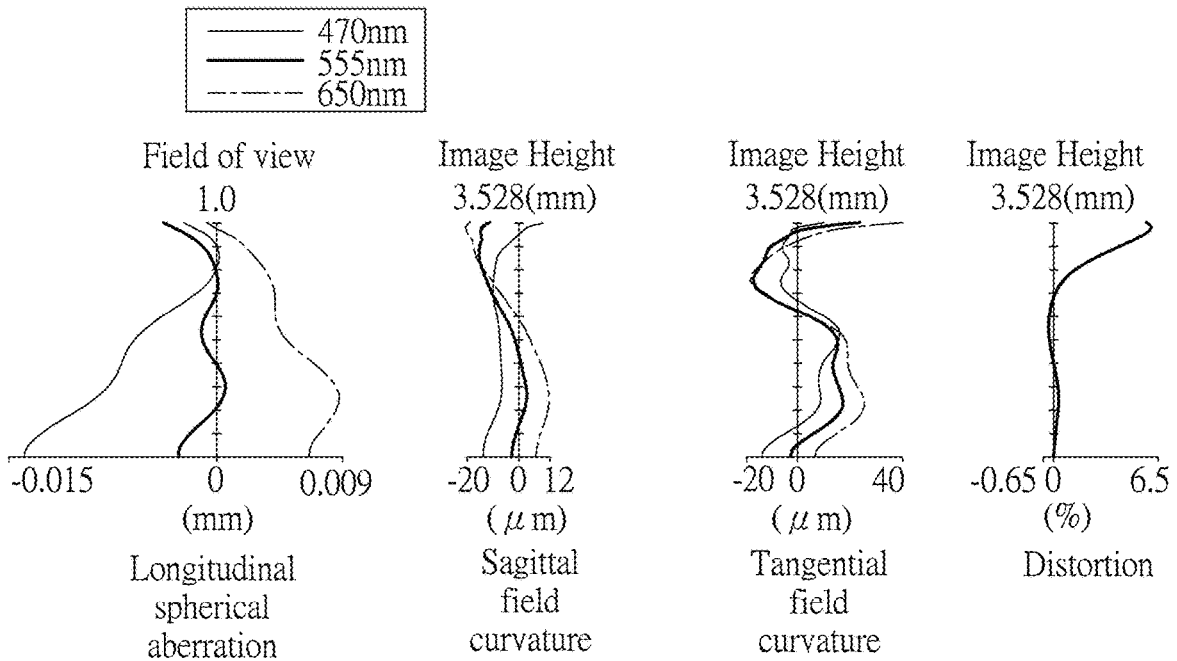 470nm
555nm
650nm
Field of view
1.0
-0.015 0 0.009
(mm)
Longitudinal
spherical
aberration
Image Height
3.528(mm)
-20 0 12
(μm)
Sagittal
field
curvature
Image Height
3.528(mm)
-20 0 40
(μm)
Tangential
field
curvature
Image Height
3.528(mm)
-0.65 0 6.5
(%)
Distortion